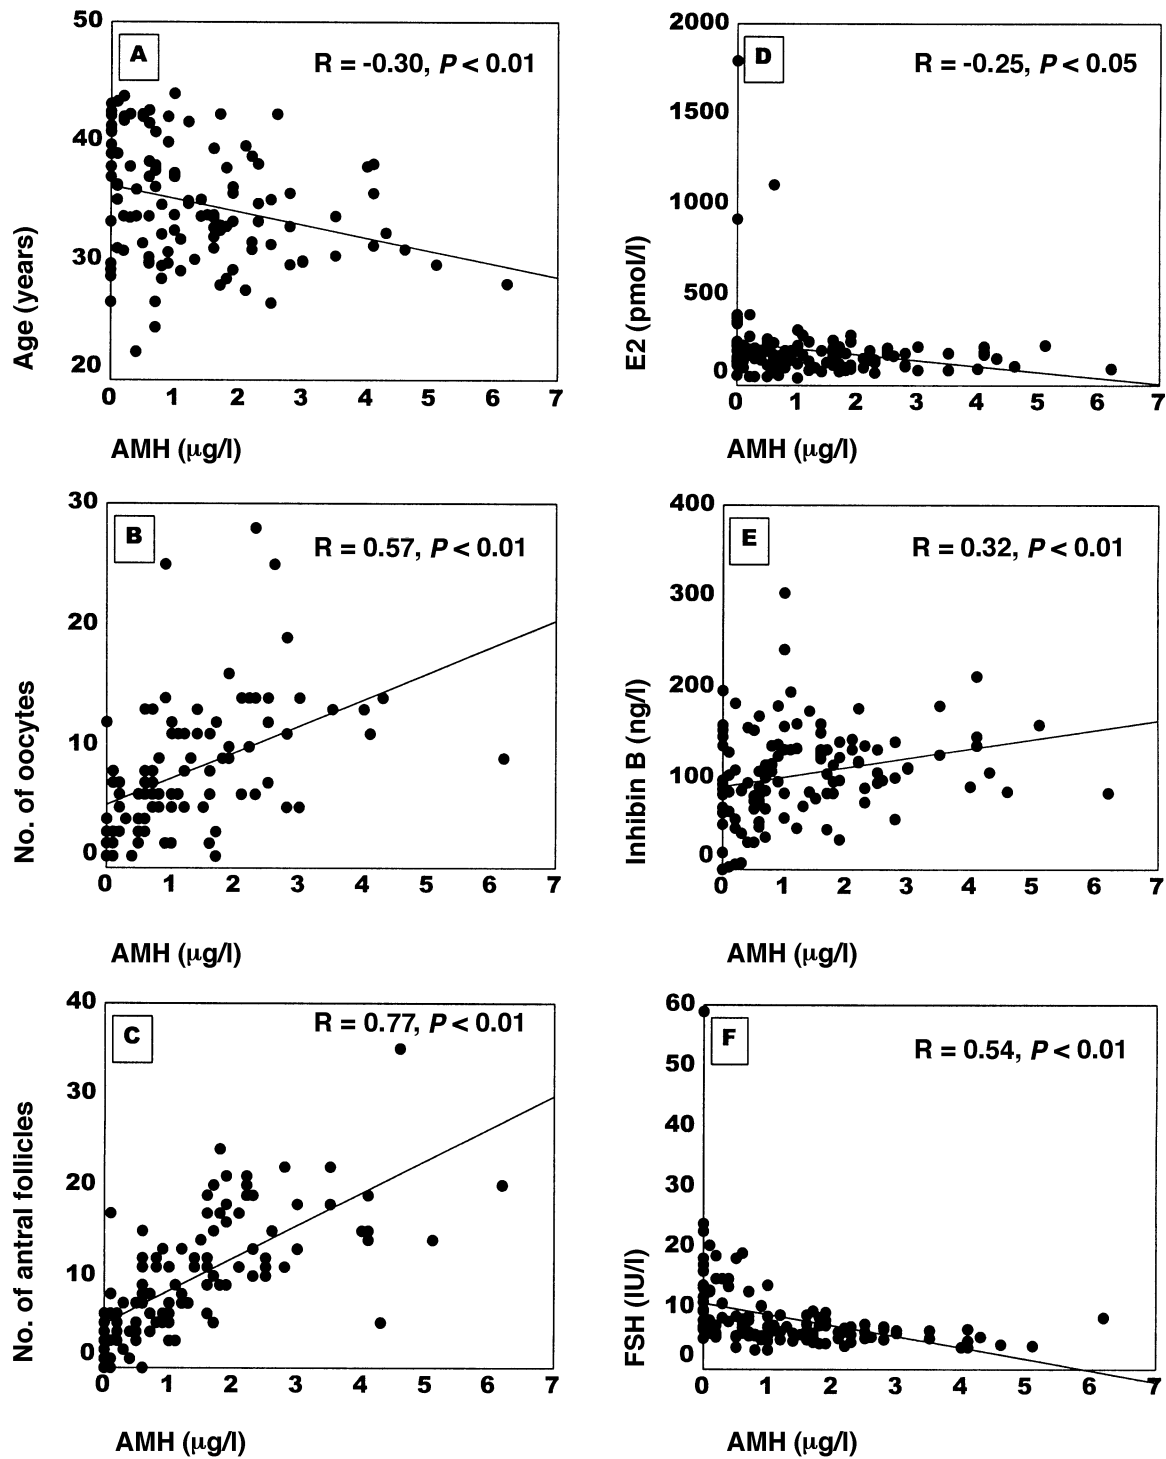 50
A
R = -0.30, P < 0.01
40
30
20
Age (years)
0 1 2 3 4 5 6 7
AMH (μg/l)
2000
D
R = -0.25, P < 0.05
1500
1000
500
0
E2 (pmol/l)
0 1 2 3 4 5 6 7
AMH (μg/l)
30
B
R = 0.57, P < 0.01
20
10
0
No. of oocytes
0 1 2 3 4 5 6 7
AMH (μg/l)
400
E
R = 0.32, P < 0.01
300
200
100
0
Inhibin B (ng/l)
0 1 2 3 4 5 6 7
AMH (μg/l)
40
C
R = 0.77, P < 0.01
30
20
10
0
No. of antral follicles
0 1 2 3 4 5 6 7
AMH (μg/l)
60
F
R = 0.54, P < 0.01
50
40
30
20
10
0
FSH (IU/l)
0 1 2 3 4 5 6 7
AMH (μg/l)